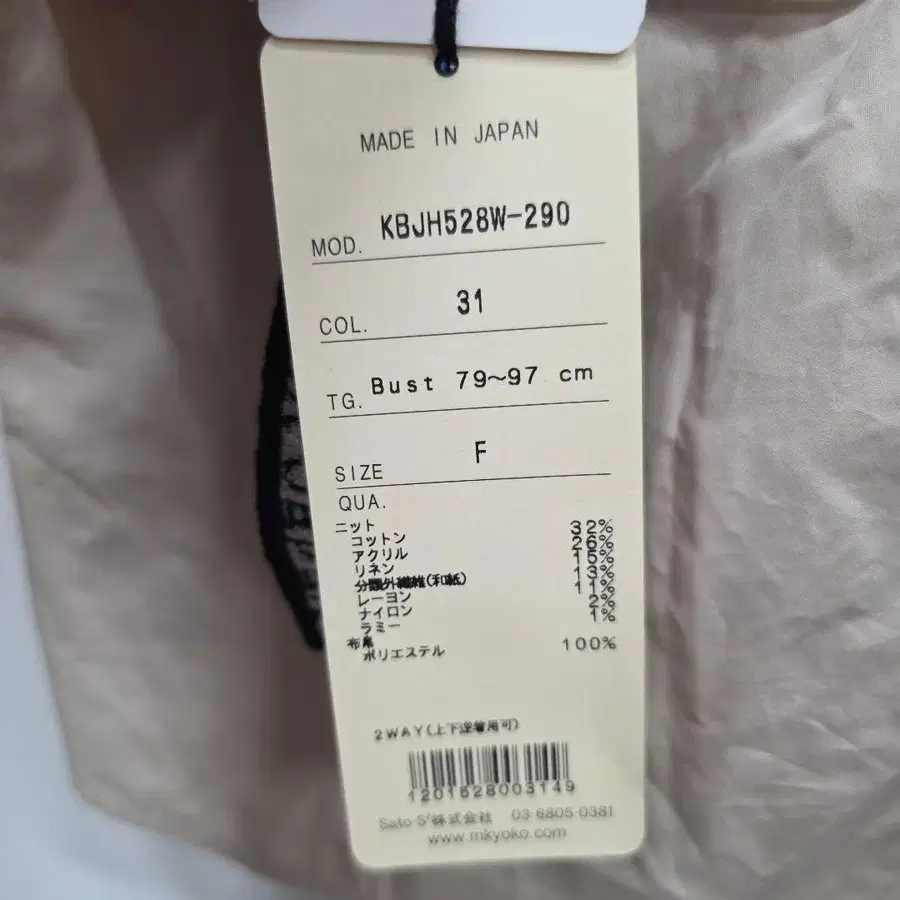 MADE IN JAPAN
MOD. KBJH528W-290
COL. 31
TG. Bust 79~97 cm
SIZE F
QUA.
ニット
コットン 32%
アクリル 26%
リネン 15%
分類外繊維(和紙) 13%
レーヨン 11%
ナイロン 2%
ラミー 1%
布帛
ポリエステル 100%
2WAY(上下逆着用可)
1201528003149
Sato-S²株式会社 03-6805-0381
www.mkyoko.com